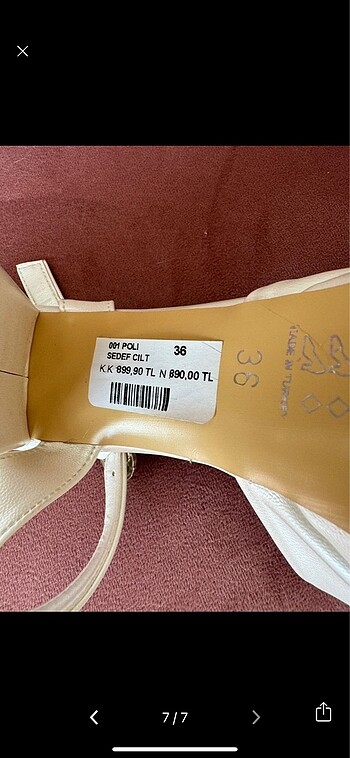 001 POLI
36
SEDEF CILT
K.K 899,90 TL N 890,00 TL
36
MADE IN TURKEY
7/7